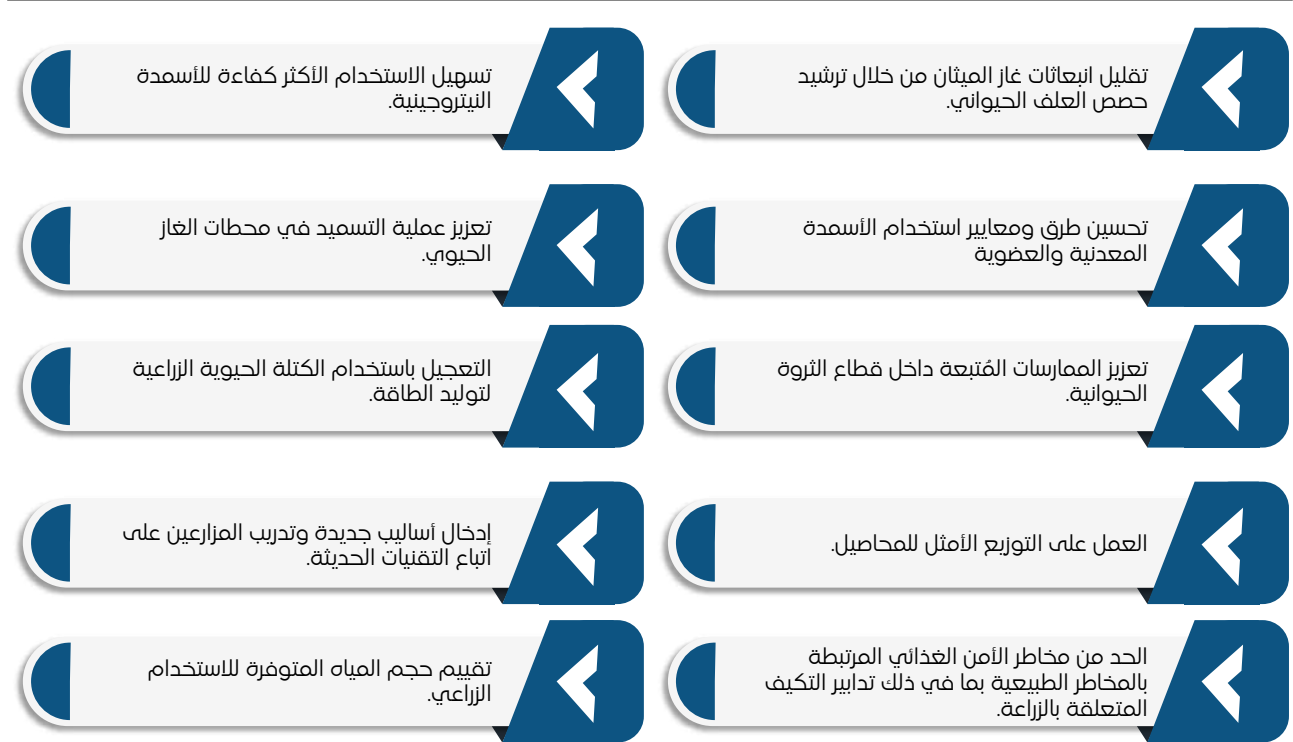 تقليل انبعاثات غاز الميثان من خلال ترشيد
حصص العلف الحيواني.
تسهيل الاستخدام الأكثر كفاءة للأسمدة
النيتروجينية.
تحسين طرق ومعايير استخدام الأسمدة
المعدنية والعضوية
تعزيز عملية التسميد في محطات الغاز
الحيوي.
تعزيز الممارسات المُتبعة داخل قطاع الثروة
الحيوانية.
التعجيل باستخدام الكتلة الحيوية الزراعية
لتوليد الطاقة.
العمل على التوزيع الأمثل للمحاصيل.
إدخال أساليب جديدة وتدريب المزارعين على
اتباع التقنيات الحديثة.
الحد من مخاطر الأمن الغذائي المرتبطة
بالمخاطر الطبيعية بما في ذلك تدابير التكيف
المتعلقة بالزراعة.
تقييم حجم المياه المتوفرة للاستخدام
الزراعي.